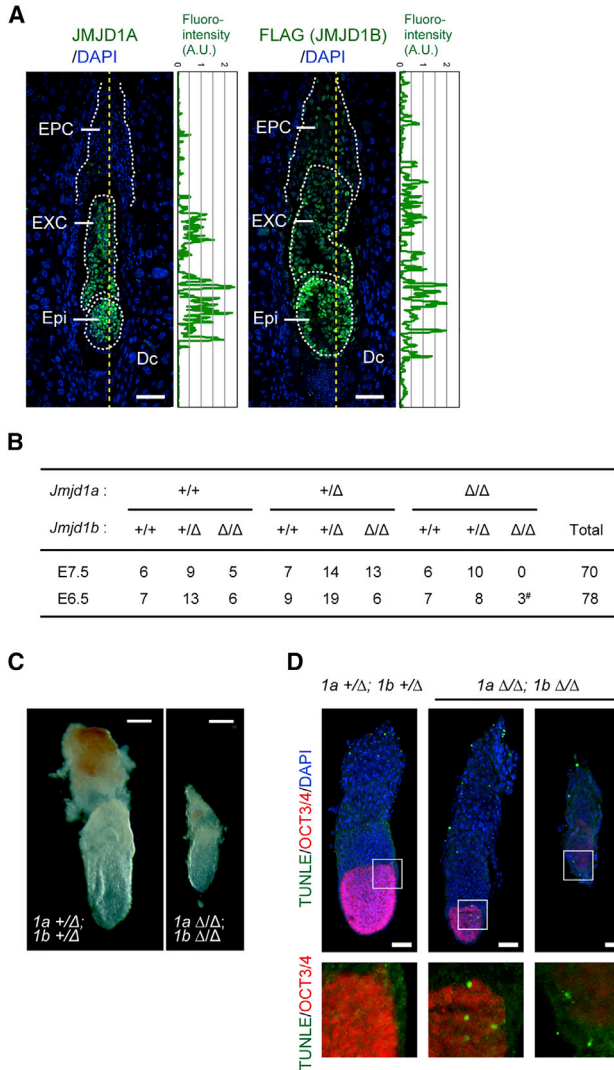 A
JMJD1A
/DAPI
Fluoro-
intensity
(A.U.)
0 1 2
FLAG (JMJD1B)
/DAPI
Fluoro-
intensity
(A.U.)
0 1 2
EPC
EXC
Epi
EPC
EXC
Epi
Dc
B
Jmjd1a : +/+ +/Δ Δ/Δ
Jmjd1b : +/+ +/Δ Δ/Δ +/+ +/Δ Δ/Δ +/+ +/Δ Δ/Δ Total
E7.5 6 9 5 7 14 13 6 10 0 70
E6.5 7 13 6 9 19 6 7 8 3# 78
C
1a +/Δ;
1b +/Δ
1a Δ/Δ;
1b Δ/Δ
D
1a +/Δ; 1b +/Δ
1a Δ/Δ; 1b Δ/Δ
TUNLE/OCT3/4/DAPI
TUNLE/OCT3/4